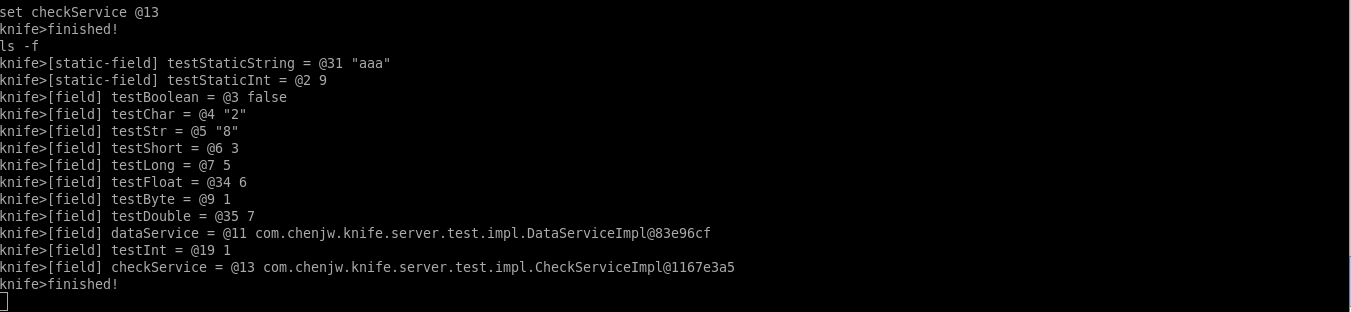 set checkService @13
knife>finished!
ls -f
knife>[static-field] testStaticString = @31 "aaa"
knife>[static-field] testStaticInt = @2 9
knife>[field] testBoolean = @3 false
knife>[field] testChar = @4 "2"
knife>[field] testStr = @5 "8"
knife>[field] testShort = @6 3
knife>[field] testLong = @7 5
knife>[field] testFloat = @34 6
knife>[field] testByte = @9 1
knife>[field] testDouble = @35 7
knife>[field] dataService = @11 com.chenjw.knife.server.test.impl.DataServiceImpl@83e96cf
knife>[field] testInt = @19 1
knife>[field] checkService = @13 com.chenjw.knife.server.test.impl.CheckServiceImpl@1167e3a5
knife>finished!